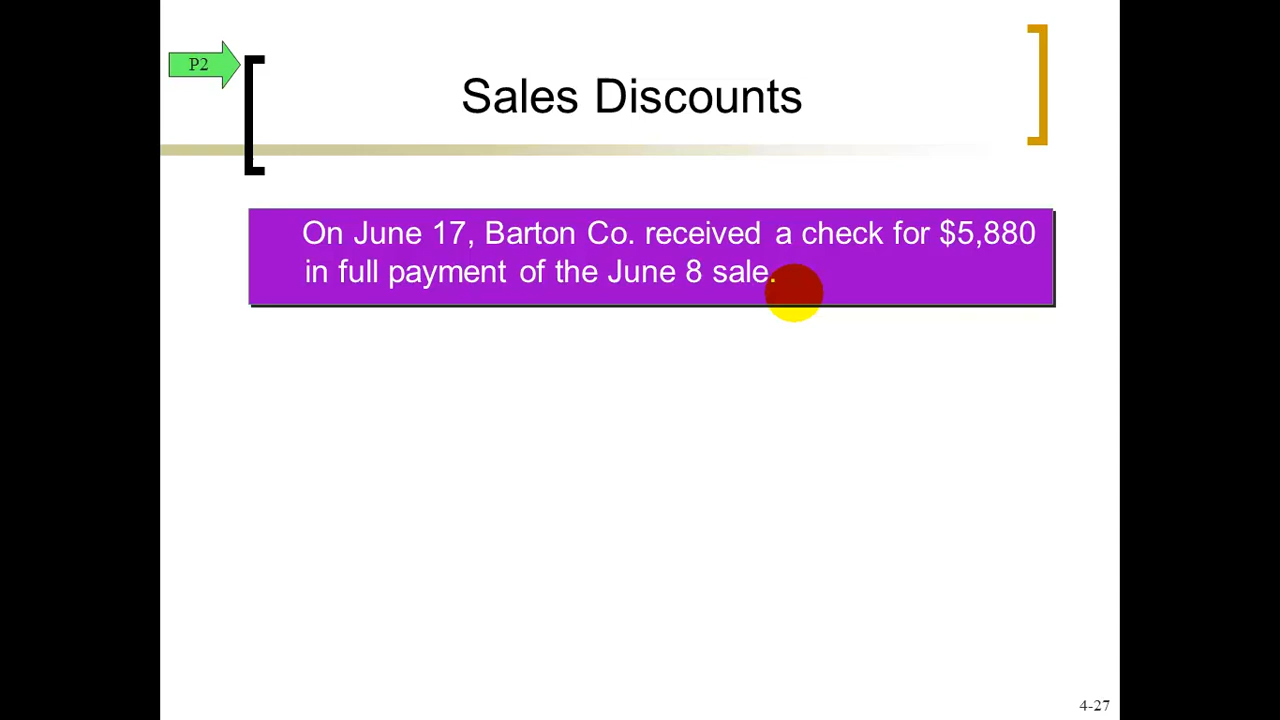 P2
Sales Discounts
On June 17, Barton Co. received a check for $5,880
in full payment of the June 8 sale.
4-27